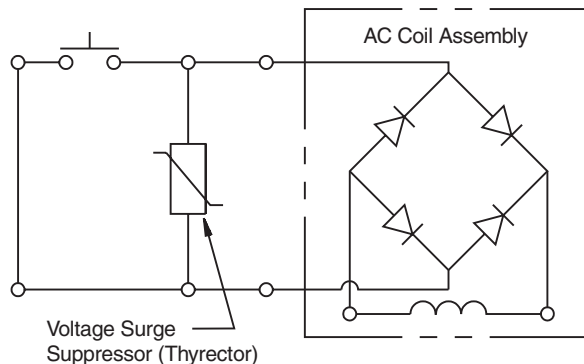 AC Coil Assembly
Voltage Surge
Suppressor (Thyrector)